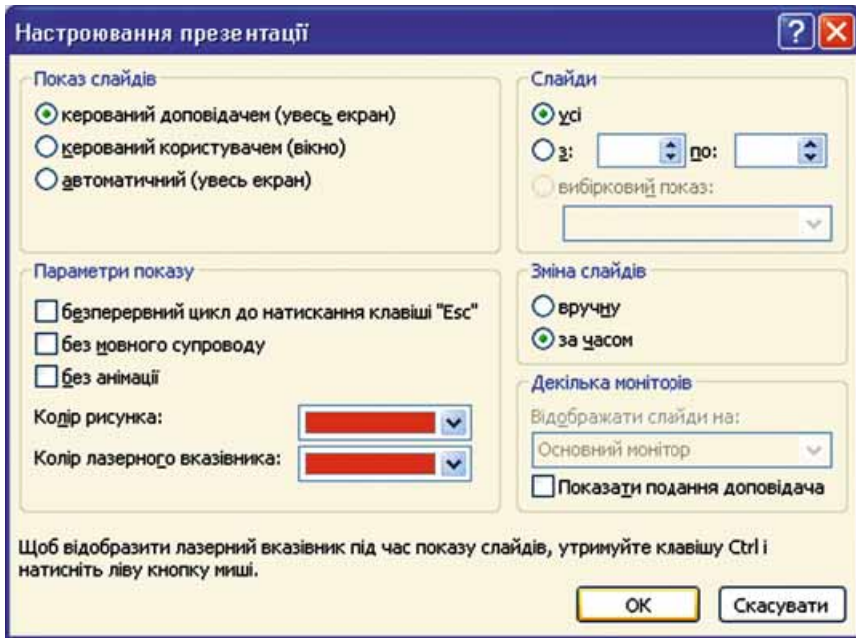 Настроювання презентації
Показ слайдів
керований доповідачем (увесь екран)
керований користувачем (вікно)
автоматичний (увесь екран)
Слайди
усі
з: по:
вибірковий показ:
Параметри показу
безперервний цикл до натискання клавіші "Esc"
без мовного супроводу
без анімації
Колір рисунка:
Колір лазерного вказівника:
Зміна слайдів
вручну
за часом
Декілька моніторів
Відображати слайди на:
Основний монітор
Показати подання доповідача
Щоб відобразити лазерний вказівник під час показу слайдів, утримуйте клавішу Ctrl і
натисніть ліву кнопку миші.
ОК Скасувати